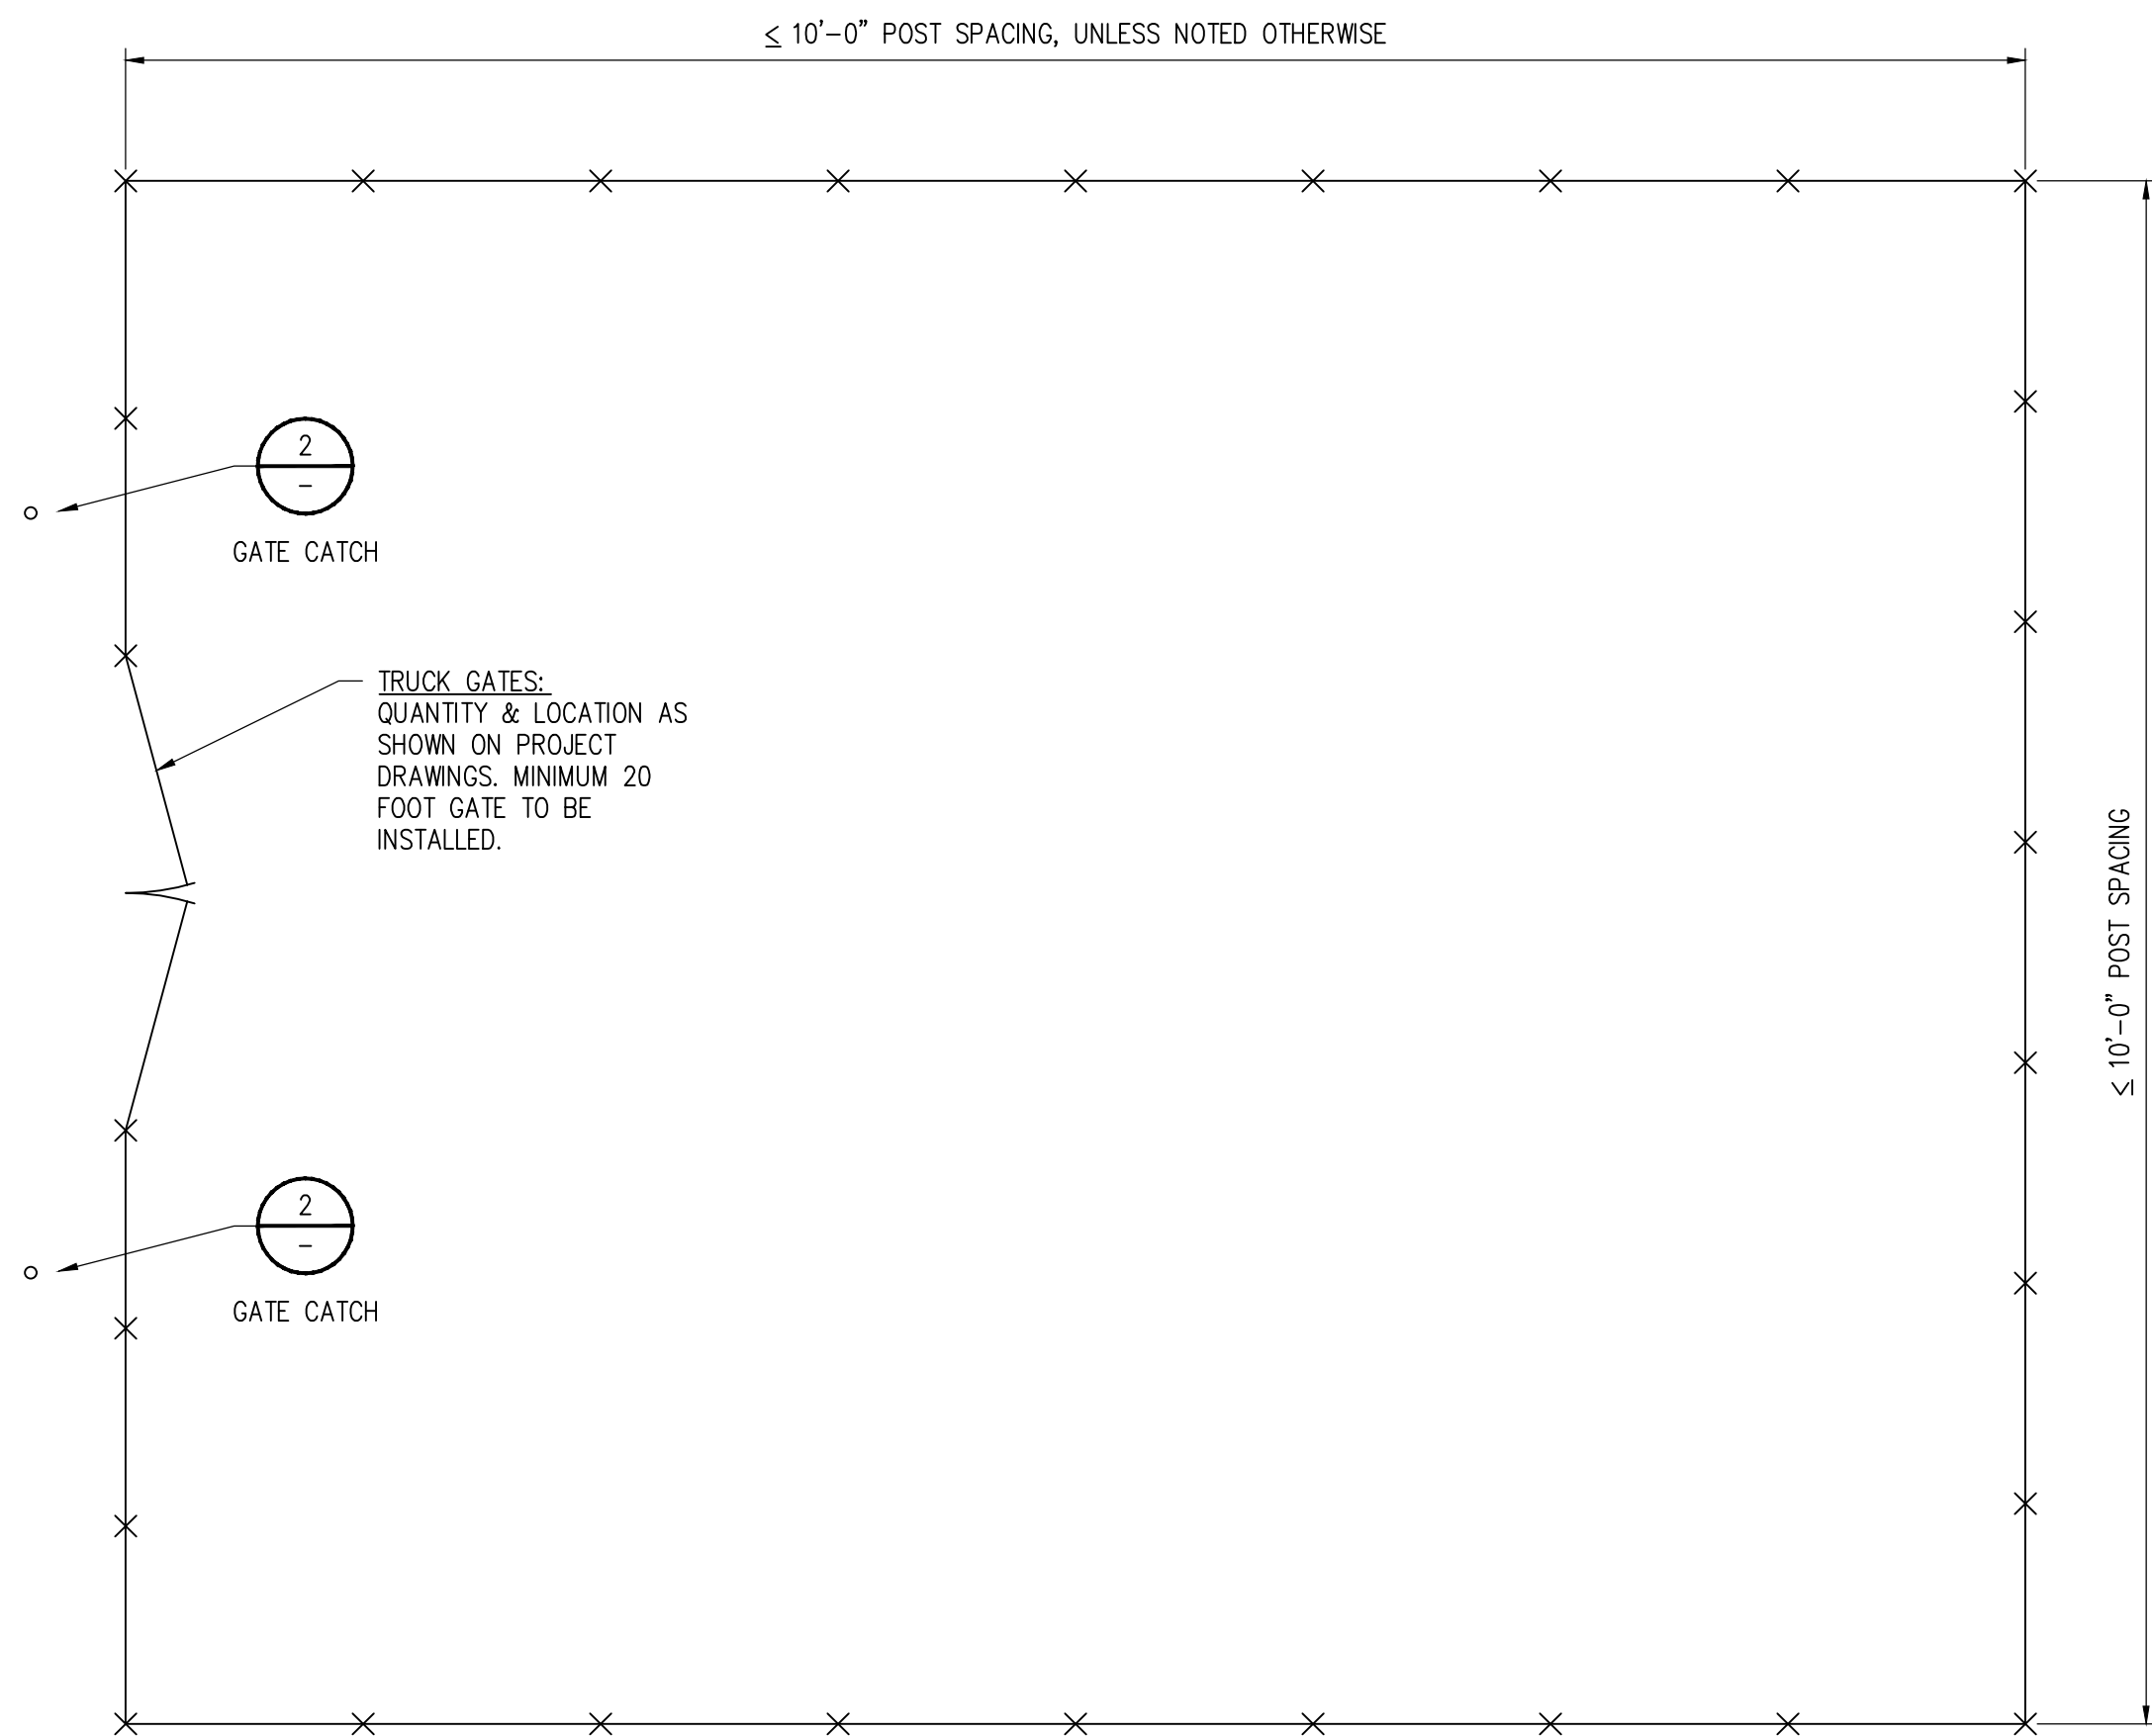 ≤ 10'-0" POST SPACING, UNLESS NOTED OTHERWISE
2
-
GATE CATCH
TRUCK GATES:
QUANTITY & LOCATION AS
SHOWN ON PROJECT
DRAWINGS. MINIMUM 20
FOOT GATE TO BE
INSTALLED.
≤ 10'-0" POST SPACING
2
-
GATE CATCH